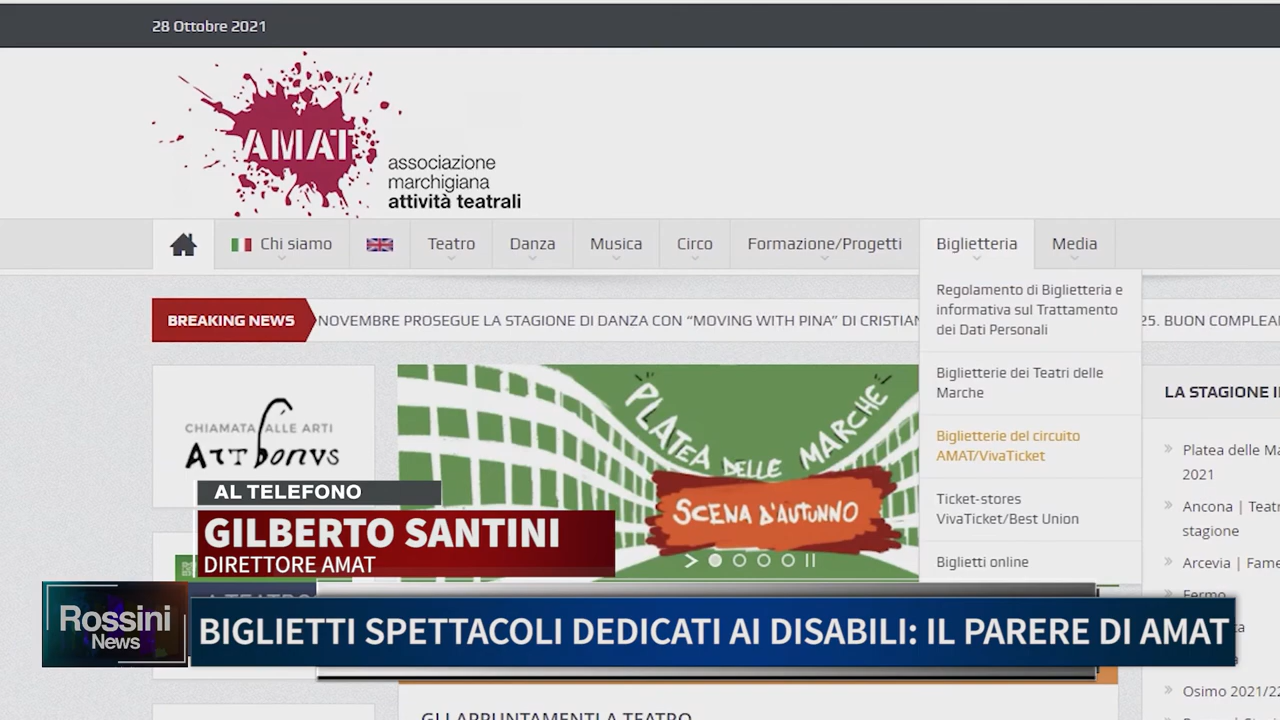 28 Ottobre 2021
AMAT
associazione
marchigiana
attività teatrali
Chi siamo
Teatro
Danza
Musica
Circo
Formazione/Progetti
Biglietteria
Media
Regolamento di Biglietteria e
informativa sul Trattamento
dei Dati Personali
BREAKING NEWS
NOVEMBRE PROSEGUE LA STAGIONE DI DANZA CON “MOVING WITH PINA” DI
25. BUON
Biglietterie dei Teatri delle
Marche
Biglietterie del circuito
AMAT/VivaTicket
Ticket-stores
VivaTicket/Best Union
Biglietti online
CHIAMATA ALLE ARTI
ArtBonus
PLATEA DELLE MARCHE
SCENA D'AUTUNNO
LA STAGIONE
Platea delle
2021
Ancona |
stagione
Arcevia |
Fermo
Osimo 2021/22
AL TELEFONO
GILBERTO SANTINI
DIRETTORE AMAT
Rossini
News
BIGLIETTI SPETTACOLI DEDICATI AI DISABILI: IL PARERE DI AMAT
GLI APPUNTAMENTI A TEATRO